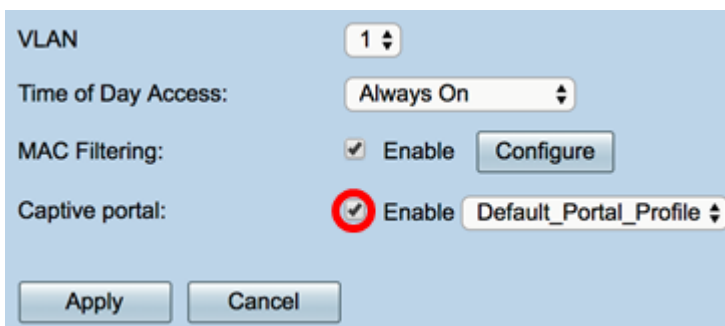 VLAN 1
Time of Day Access: Always On
MAC Filtering: Enable Configure
Captive portal: Enable Default_Portal_Profile
Apply Cancel